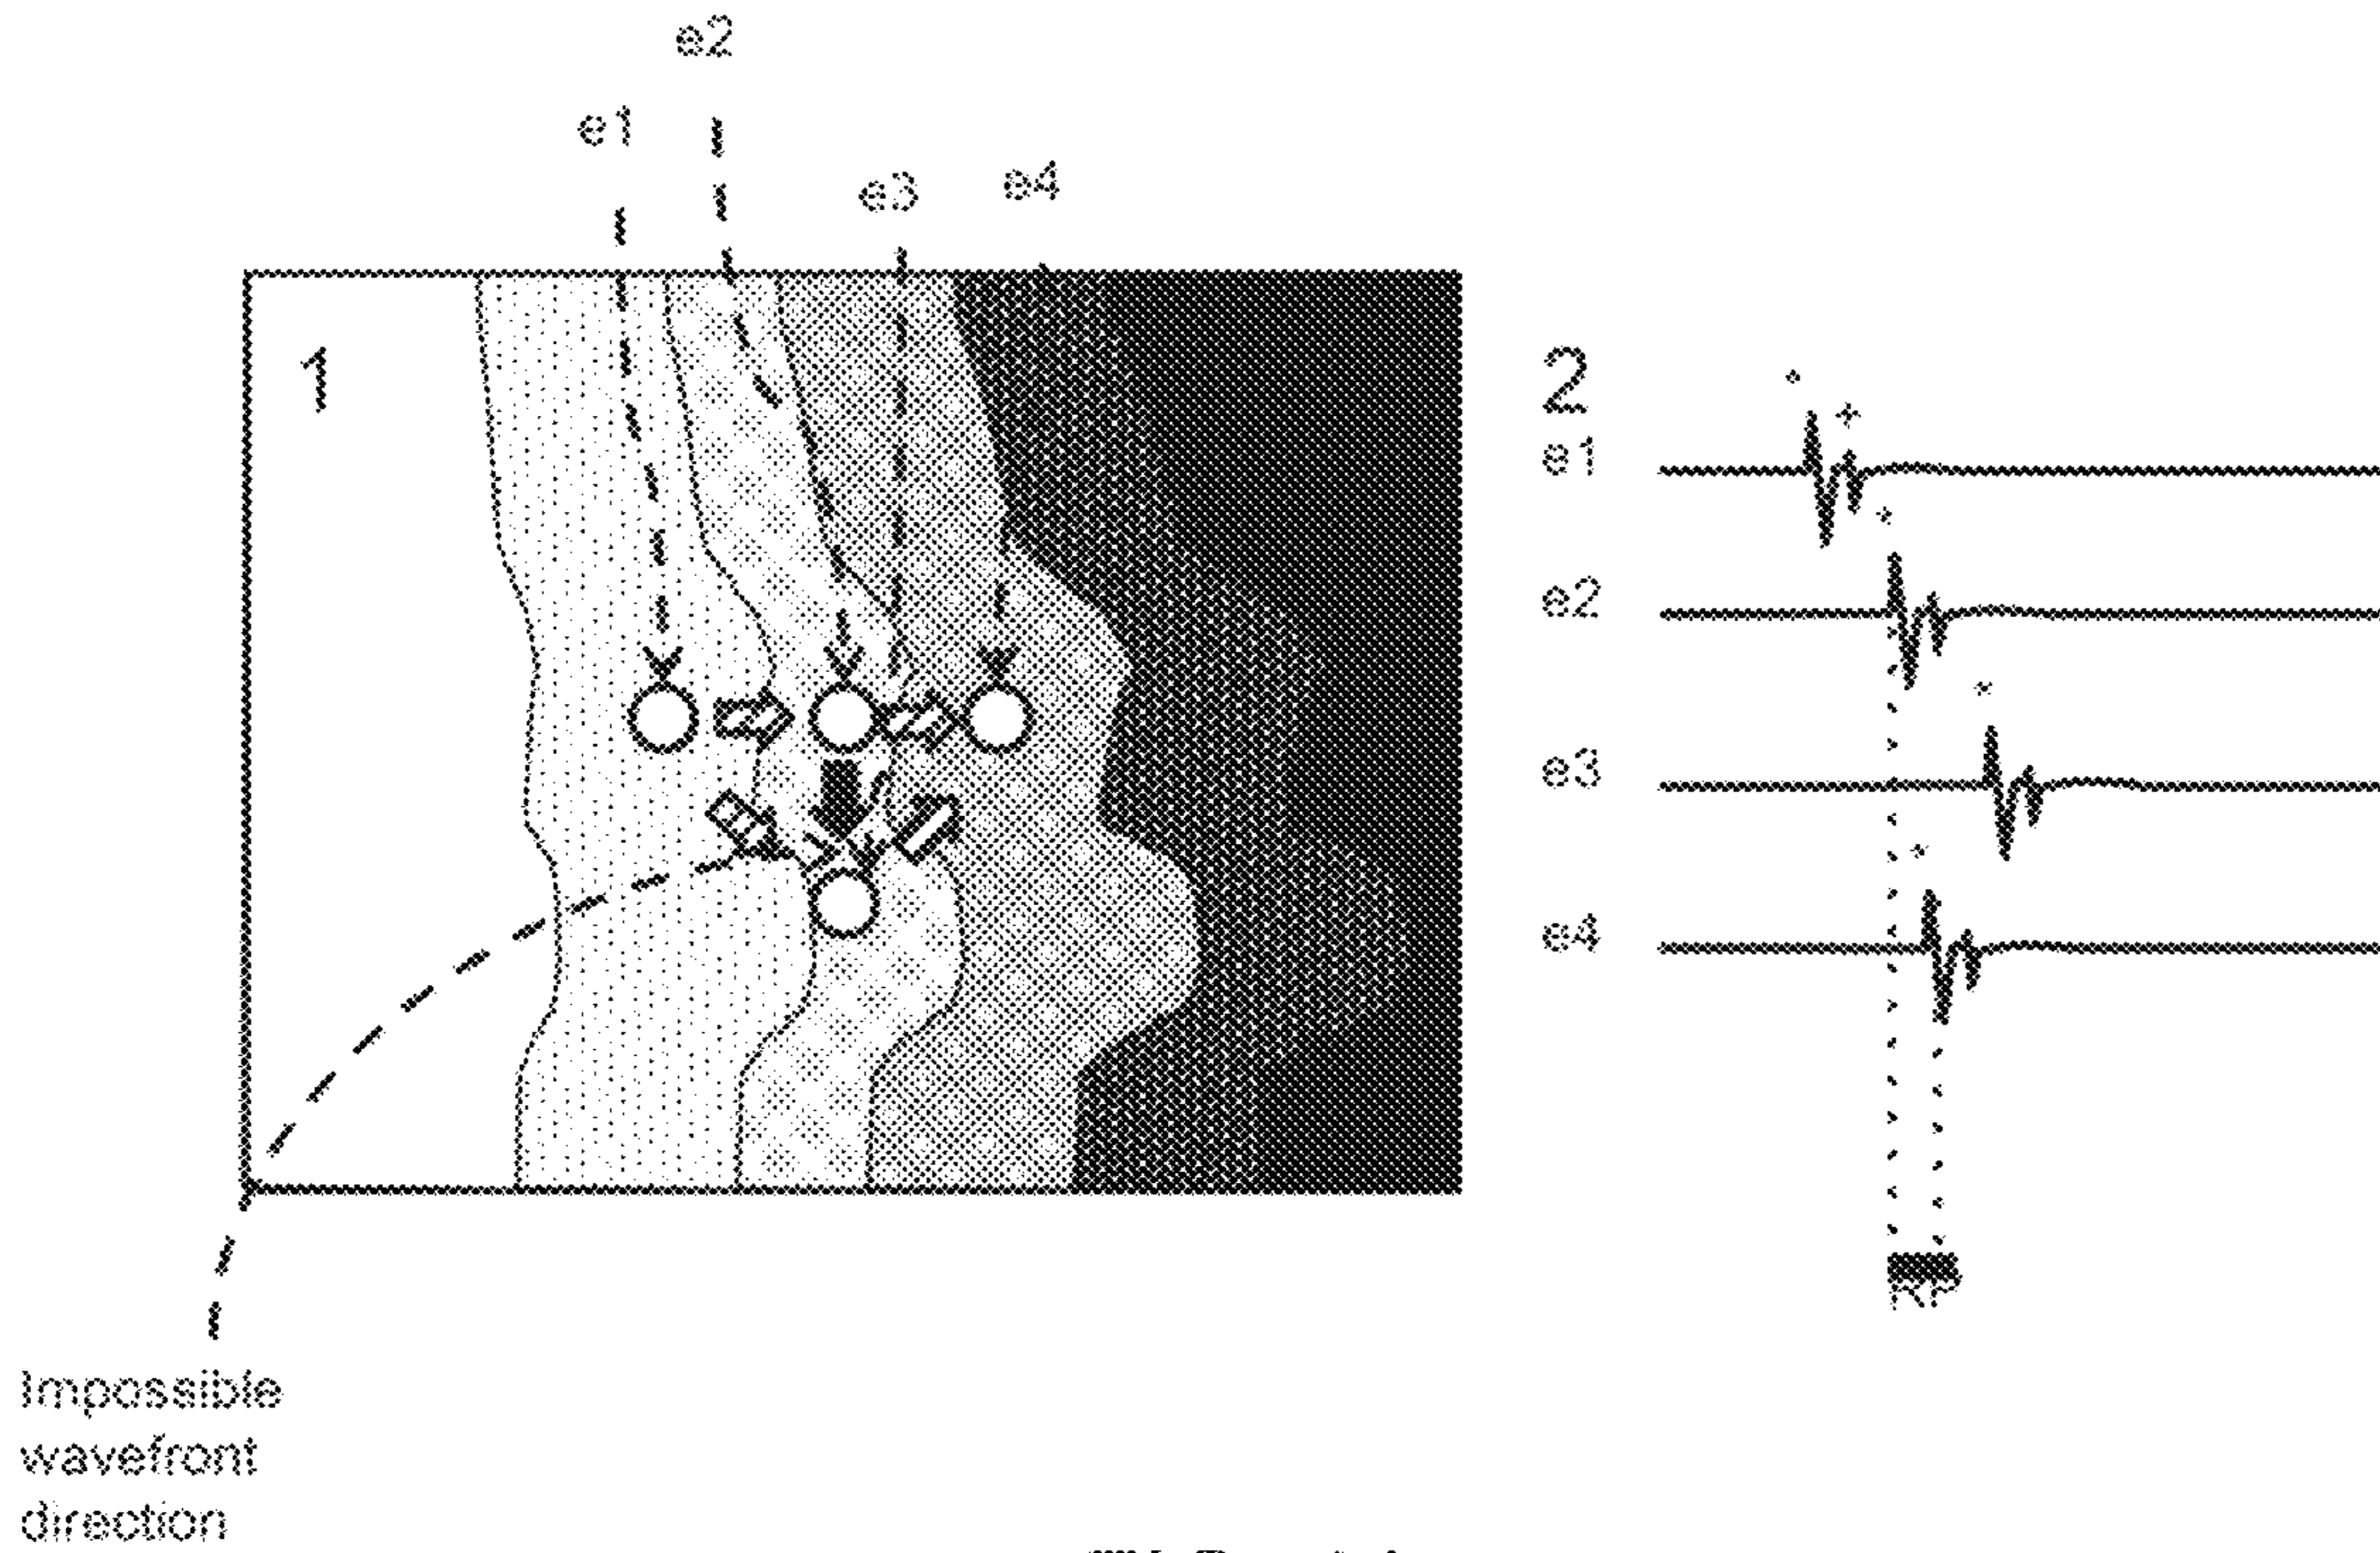 e2
e1
e3
e4
1
2
e1
e2
e3
e4
RP
Impossible
wavefront
direction